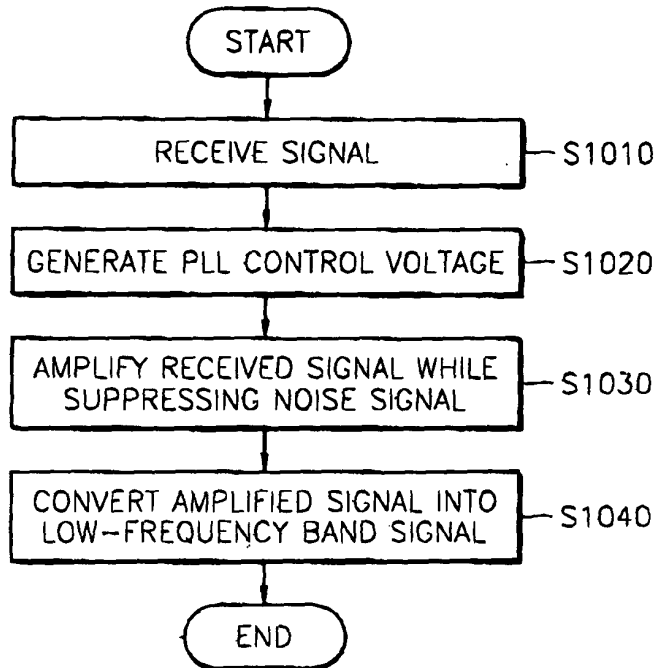 START
RECEIVE SIGNAL
S1010
GENERATE PLL CONTROL VOLTAGE
S1020
AMPLIFY RECEIVED SIGNAL WHILE
SUPPRESSING NOISE SIGNAL
S1030
CONVERT AMPLIFIED SIGNAL INTO
LOW-FREQUENCY BAND SIGNAL
S1040
END